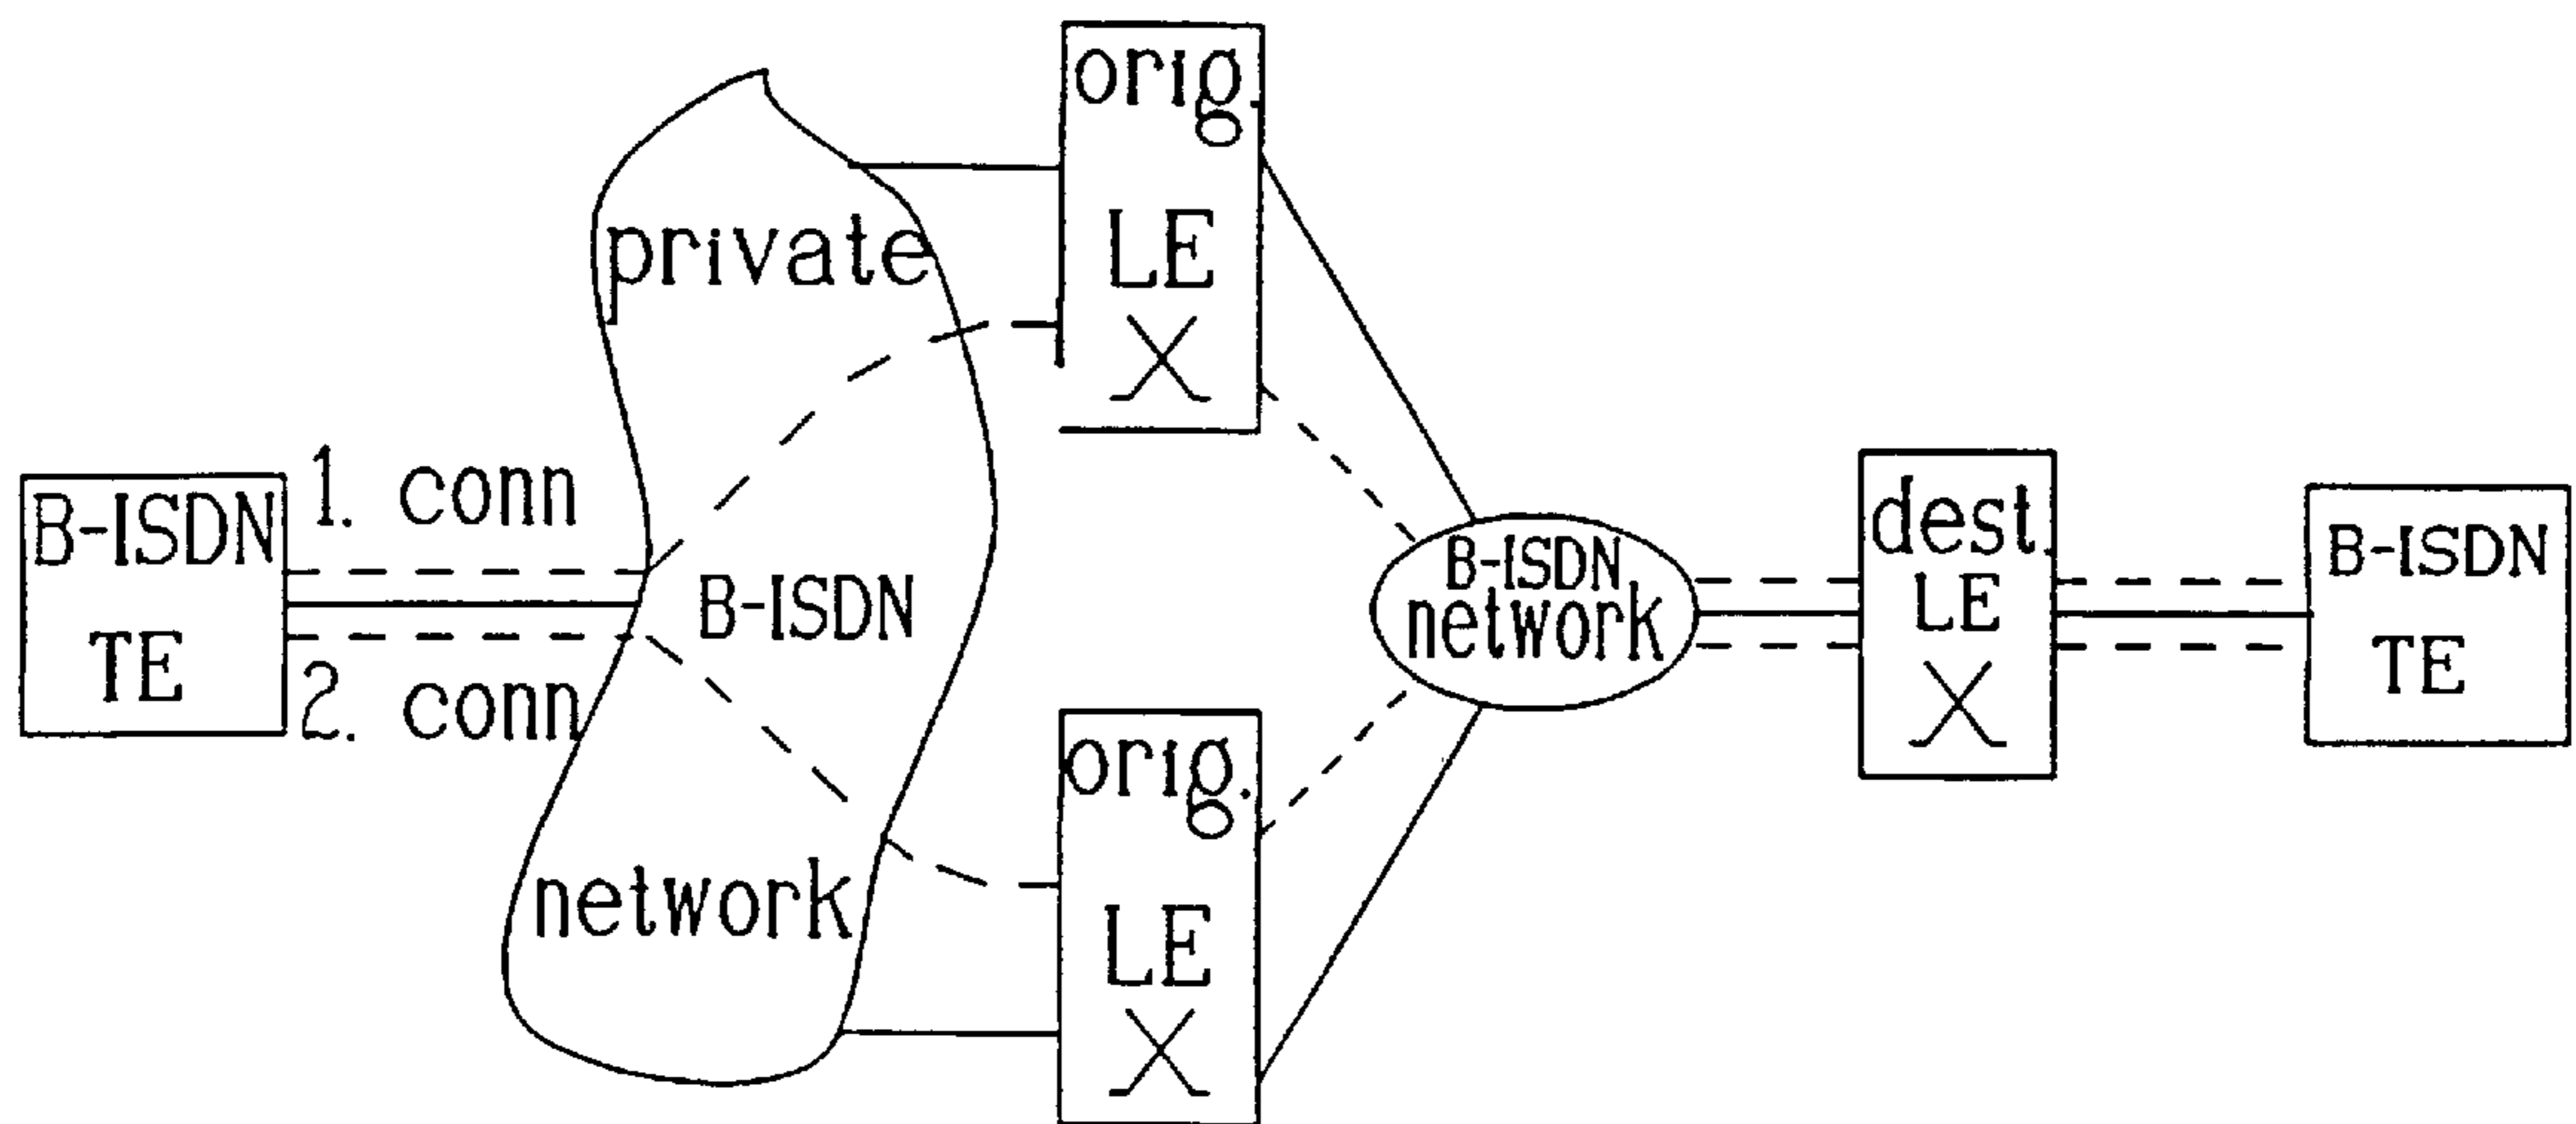 B-ISDN
TE
1. conn
2. conn
private
B-ISDN
network
orig.
LE
orig.
LE
B-ISDN
network
dest.
LE
B-ISDN
TE